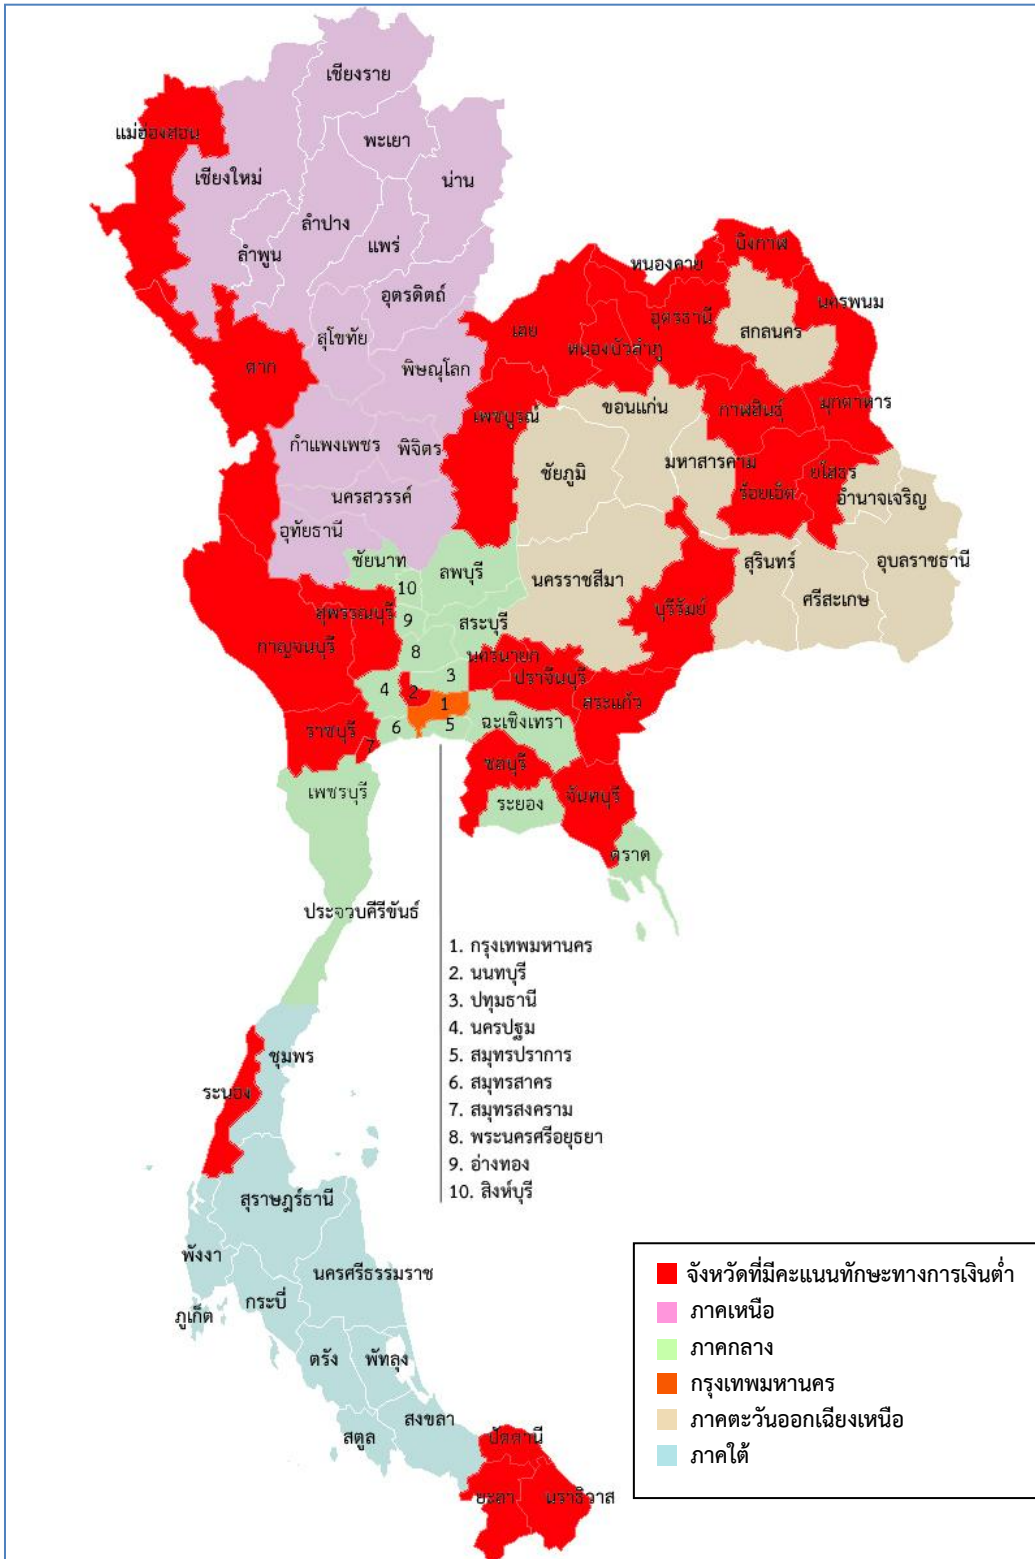 เชียงราย
แม่ฮ่องสอน
พะเยา
เชียงใหม่
น่าน
ลำปาง
แพร่
ลำพูน
บึงกาฬ
หนองคาย
อุตรดิตถ์
นครพนม
อุดรธานี
สุโขทัย
เลย
สกลนคร
หนองบัวลำภู
ตาก
พิษณุโลก
ขอนแก่น
มุกดาหาร
เพชบูรณ์
กาฬสินธุ์
กำแพงเพชร
พิจิตร
มหาสารคาม
ชัยภูมิ
ยโสธร
ร้อยเอ็ด
นครสวรรค์
อำนาจเจริญ
อุทัยธานี
ชัยนาท
ลพบุรี
สุรินทร์
อุบลราชธานี
นครราชสีมา
10
ศรีสะเกษ
สุพรรณบุรี
บุรีรัมย์
9
สระบุรี
กาญจนบุรี
8
นครนายก
3
ปราจีนบุรี
4
2
สระแก้ว
1
ราชบุรี
6
5
ฉะเชิงเทรา
7
ชลบุรี
เพชรบุรี
ระยอง
จันทบุรี
ตราด
ประจวบคีรีขันธ์
1. กรุงเทพมหานคร
2. นนทบุรี
3. ปทุมธานี
4. นครปฐม
5. สมุทรปราการ
6. สมุทรสาคร
7. สมุทรสงคราม
8. พระนครศรีอยุธยา
9. อ่างทอง
10. สิงห์บุรี
ชุมพร
ระนอง
สุราษฎร์ธานี
พังงา
นครศรีธรรมราช
กระบี่
ภูเก็ต
ตรัง
พัทลุง
สงขลา
สตูล
ปัตตานี
ยะลา
นราธิวาส
จังหวัดที่มีคะแนนทักษะทางการเงินต่ำ
ภาคเหนือ
ภาคกลาง
กรุงเทพมหานคร
ภาคตะวันออกเฉียงเหนือ
ภาคใต้